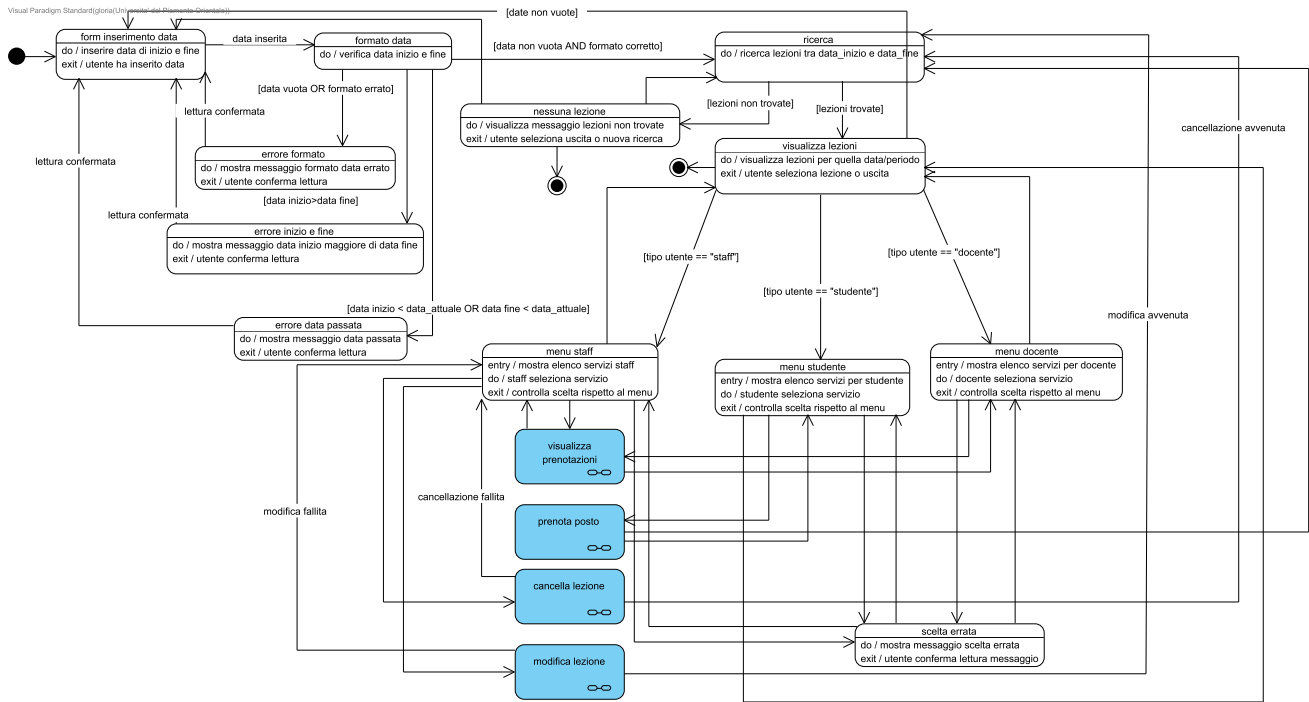 Visual Paradigm Standard(gloria(Universita' del Piemonte Orientale))
[date non vuote]
form inserimento data
do / inserire data di inizio e fine
exit / utente ha inserito data
data inserita
formato data
do / verifica data inizio e fine
[data non vuota AND formato corretto]
ricerca
do / ricerca lezioni tra data_inizio e data_fine
[data vuota OR formato errato]
lettura confermata
[lezioni non trovate]
[lezioni trovate]
nessuna lezione
do / visualizza messaggio lezioni non trovate
exit / utente seleziona uscita o nuova ricerca
cancellazione avvenuta
errore formato
do / mostra messaggio formato data errato
exit / utente conferma lettura
lettura confermata
visualizza lezioni
do / visualizza lezioni per quella data/periodo
exit / utente seleziona lezione o uscita
[data inizio>data fine]
lettura confermata
errore inizio e fine
do / mostra messaggio data inizio maggiore di data fine
exit / utente conferma lettura
[tipo utente == "staff"]
[tipo utente == "studente"]
[tipo utente == "docente"]
[data inizio < data_attuale OR data fine < data_attuale]
modifica avvenuta
errore data passata
do / mostra messaggio data passata
exit / utente conferma lettura
menu staff
entry / mostra elenco servizi staff
do / staff seleziona servizio
exit / controlla scelta rispetto al menu
menu studente
entry / mostra elenco servizi per studente
do / studente seleziona servizio
exit / controlla scelta rispetto al menu
menu docente
entry / mostra elenco servizi per docente
do / docente seleziona servizio
exit / controlla scelta rispetto al menu
visualizza
prenotazioni
cancellazione fallita
modifica fallita
prenota posto
cancella lezione
scelta errata
do / mostra messaggio scelta errata
exit / utente conferma lettura messaggio
modifica lezione